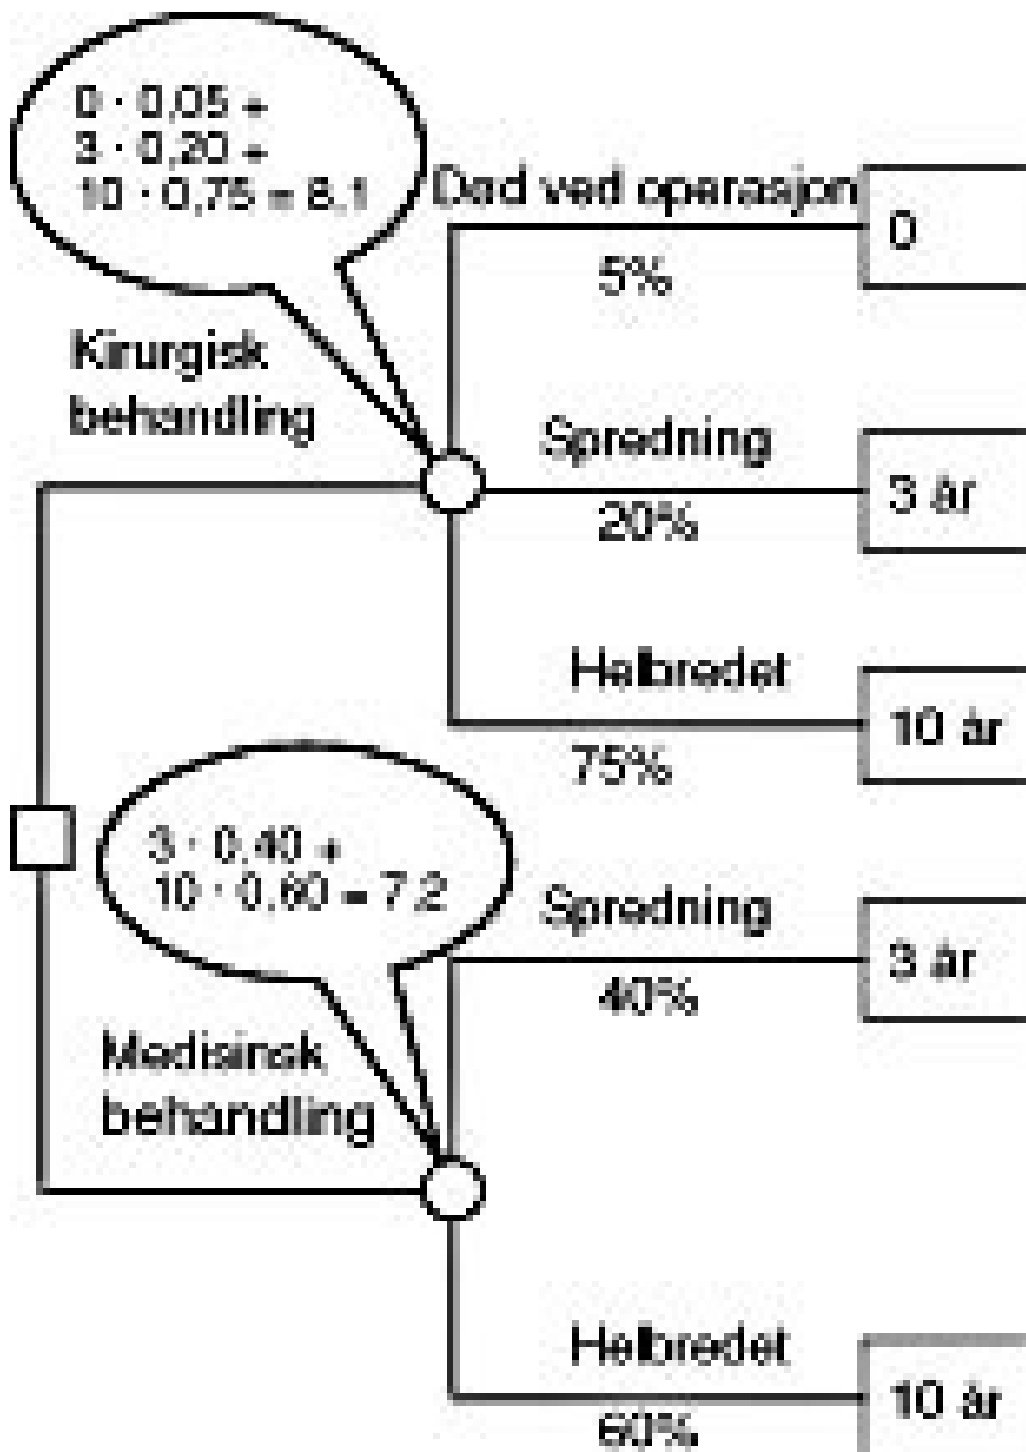 0 · 0,05 +
3 · 0,20 +
10 · 0,75 = 8,1
Død ved operasjon
5%
0
Kirurgisk
behandling
Spredning
20%
3 år
Helbredet
75%
10 år
3 · 0,40 +
10 · 0,60 = 7,2
Spredning
40%
3 år
Medisinsk
behandling
Helbredet
60%
10 år